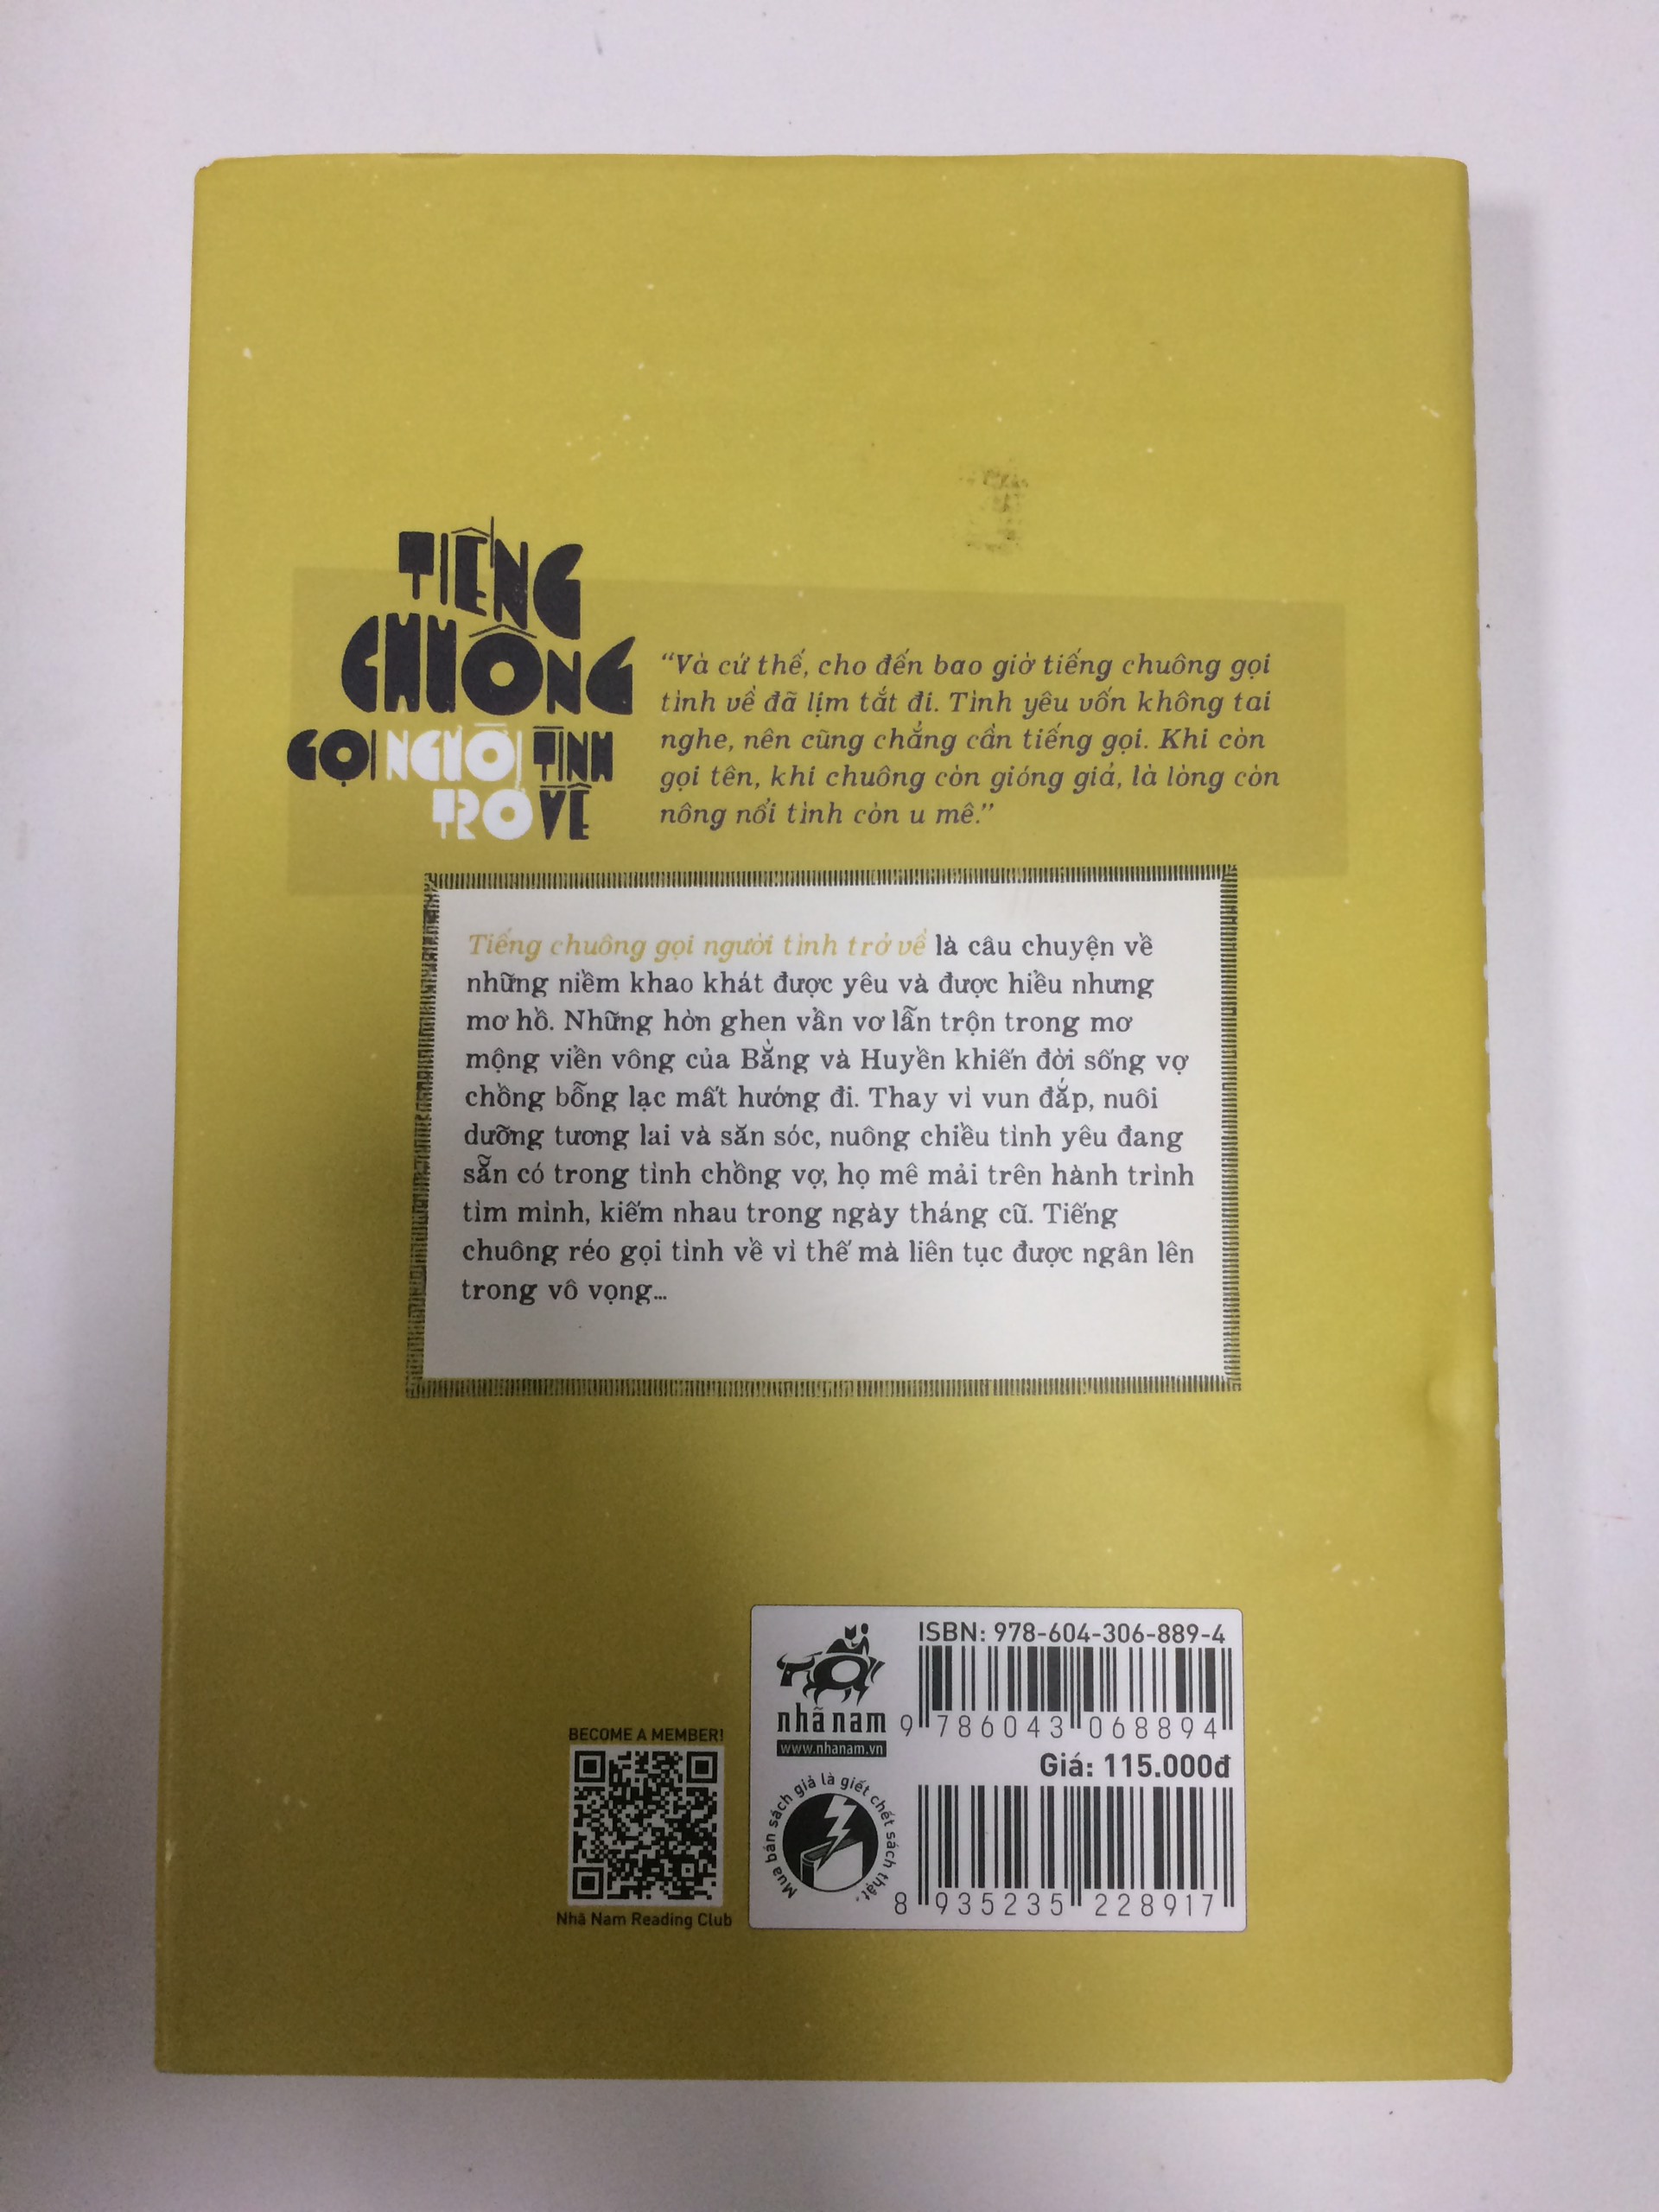 TIẾNG
CHUÔNG
GỌI NGƯỜI TÌNH
TRỞ VỀ
“Và cứ thế, cho đến bao giờ tiếng chuông gọi
tình về đã lịm tắt đi. Tình yêu vốn không tai
nghe, nên cũng chẳng cần tiếng gọi. Khi còn
gọi tên, khi chuông còn gióng giả, là lòng còn
nông nổi tình còn u mê.”
Tiếng chuông gọi người tình trở về là câu chuyện về
những niềm khao khát được yêu và được hiểu nhưng
mơ hồ. Những hờn ghen vẩn vơ lẫn trộn trong mơ
mộng viển vông của Bằng và Huyền khiến đời sống vợ
chồng bỗng lạc mất hướng đi. Thay vì vun đắp, nuôi
dưỡng tương lai và săn sóc, nuông chiều tình yêu đang
sẵn có trong tình chồng vợ, họ mê mải trên hành trình
tìm mình, kiếm nhau trong ngày tháng cũ. Tiếng
chuông réo gọi tình về vì thế mà liên tục được ngân lên
trong vô vọng...
BECOME A MEMBER!
Nhã Nam Reading Club
nhã nam
www.nhanam.vn
Mua bán sách giả là giết chết sách thật.
ISBN: 978-604-306-889-4
9 786043 068894
Giá: 115.000đ
8 935235 228917